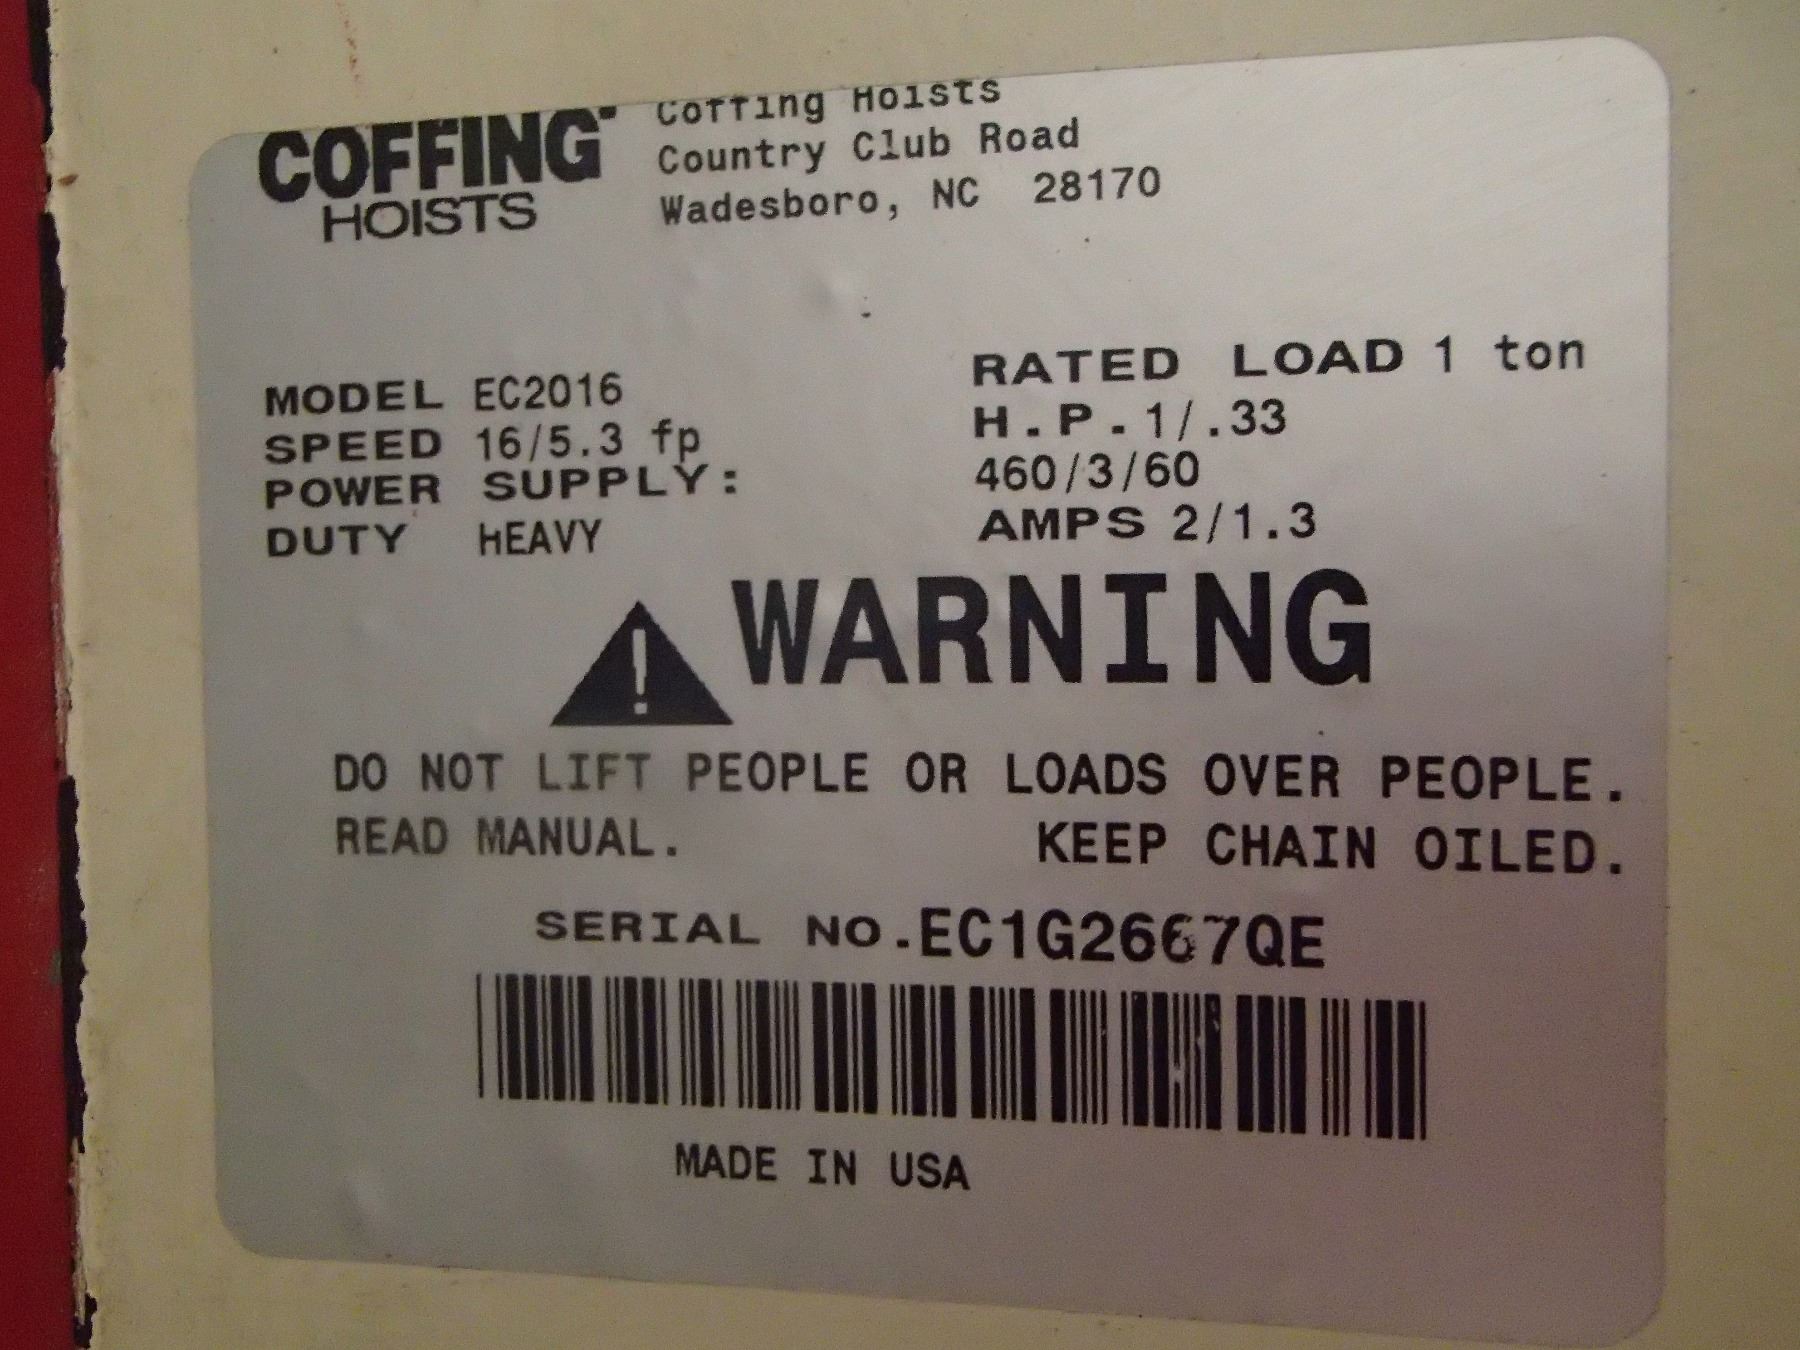 COFFING
HOISTS
Coffing Hoists
Country Club Road
Wadesboro, NC 28170
MODEL EC2016
SPEED 16/5.3 fp
POWER SUPPLY:
DUTY HEAVY
RATED LOAD 1 ton
H.P. 1/.33
460/3/60
AMPS 2/1.3
WARNING
DO NOT LIFT PEOPLE OR LOADS OVER PEOPLE.
READ MANUAL. KEEP CHAIN OILED.
SERIAL NO. EC1G2667QE
MADE IN USA